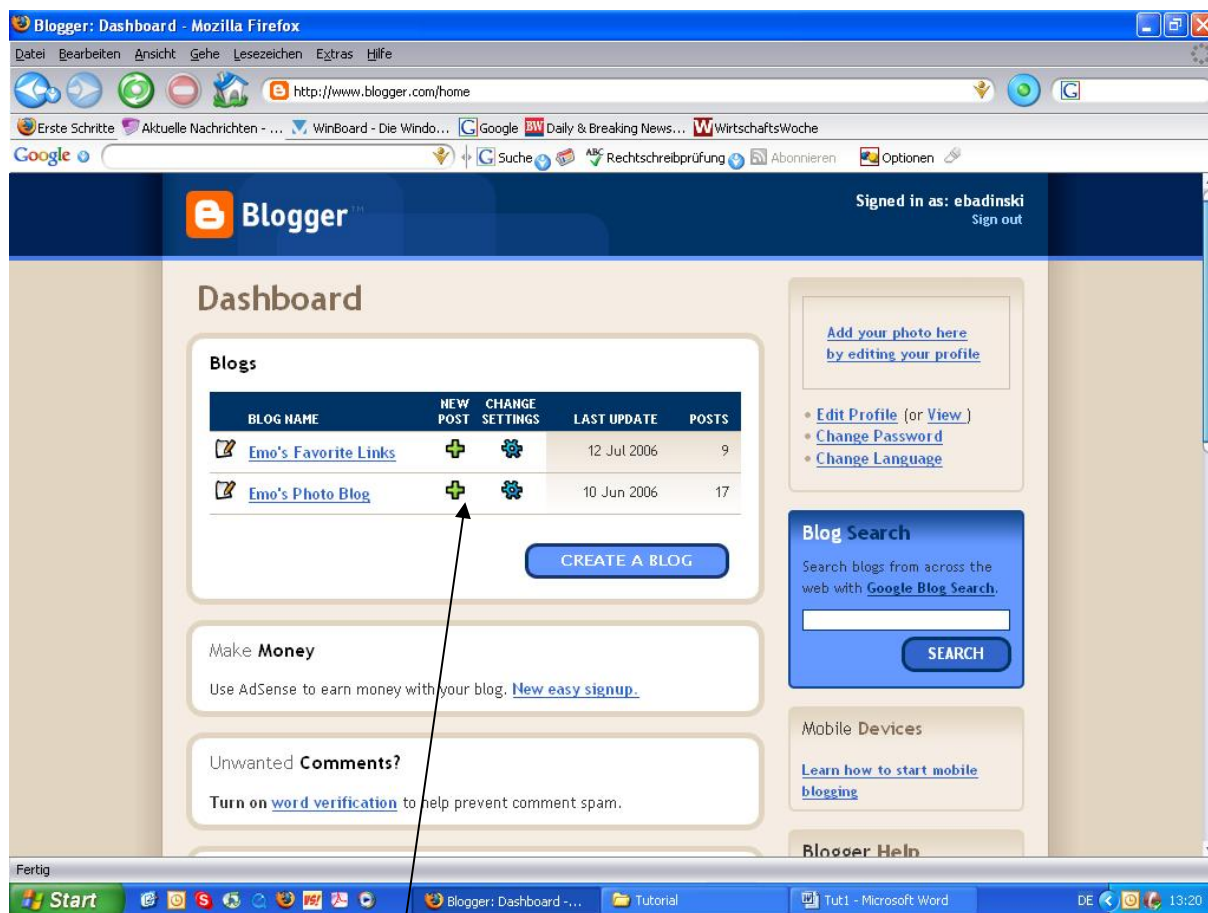 Blogger: Dashboard - Mozilla Firefox
Datei Bearbeiten Ansicht Gehe Lesezeichen Extras Hilfe
http://www.blogger.com/home
G
Erste Schritte Aktuelle Nachrichten - ... WinBoard - Die Windo... Google BW Daily & Breaking News... W WirtschaftsWoche
Google G Suche ABC Rechtschreibprüfung Abonnieren Optionen
Blogger™
Signed in as: ebadinski
Sign out
Dashboard
Blogs
BLOG NAME NEW POST CHANGE SETTINGS LAST UPDATE POSTS
Emo's Favorite Links 12 Jul 2006 9
Emo's Photo Blog 10 Jun 2006 17
CREATE A BLOG
Make Money
Use AdSense to earn money with your blog. New easy signup.
Unwanted Comments?
Turn on word verification to help prevent comment spam.
Add your photo here
by editing your profile
Edit Profile (or View )
Change Password
Change Language
Blog Search
Search blogs from across the
web with Google Blog Search.
SEARCH
Mobile Devices
Learn how to start mobile
blogging
Blogger Help
Fertig
Start Blogger: Dashboard -... Tutorial Tut1 - Microsoft Word DE 13:20